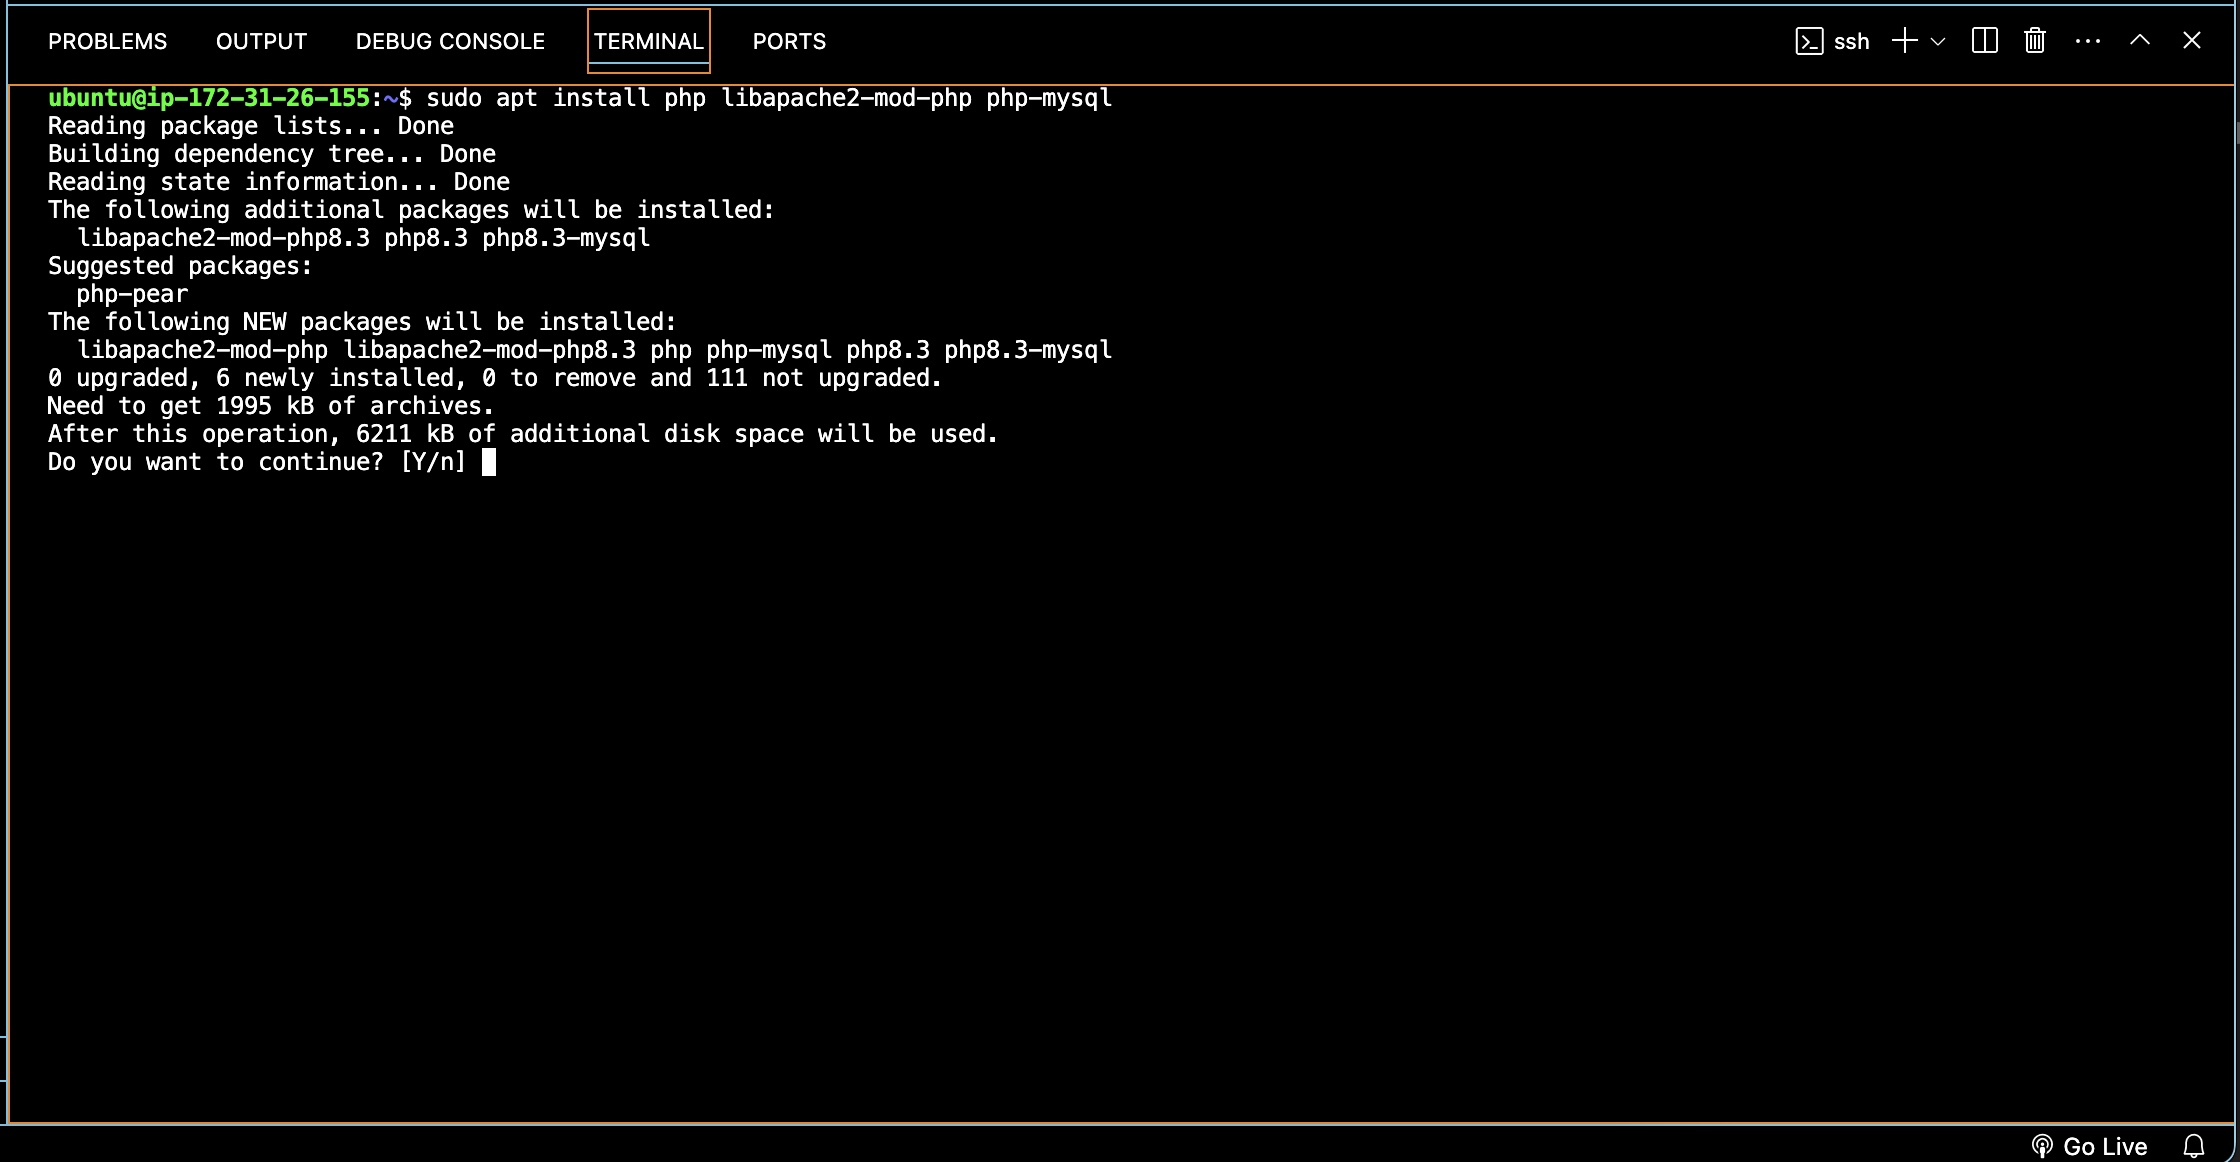 PROBLEMS OUTPUT DEBUG CONSOLE TERMINAL PORTS ssh
ubuntu@ip-172-31-26-155:~$ sudo apt install php libapache2-mod-php php-mysql
Reading package lists... Done
Building dependency tree... Done
Reading state information... Done
The following additional packages will be installed:
  libapache2-mod-php8.3 php8.3 php8.3-mysql
Suggested packages:
  php-pear
The following NEW packages will be installed:
  libapache2-mod-php libapache2-mod-php8.3 php php-mysql php8.3 php8.3-mysql
0 upgraded, 6 newly installed, 0 to remove and 111 not upgraded.
Need to get 1995 kB of archives.
After this operation, 6211 kB of additional disk space will be used.
Do you want to continue? [Y/n]
Go Live